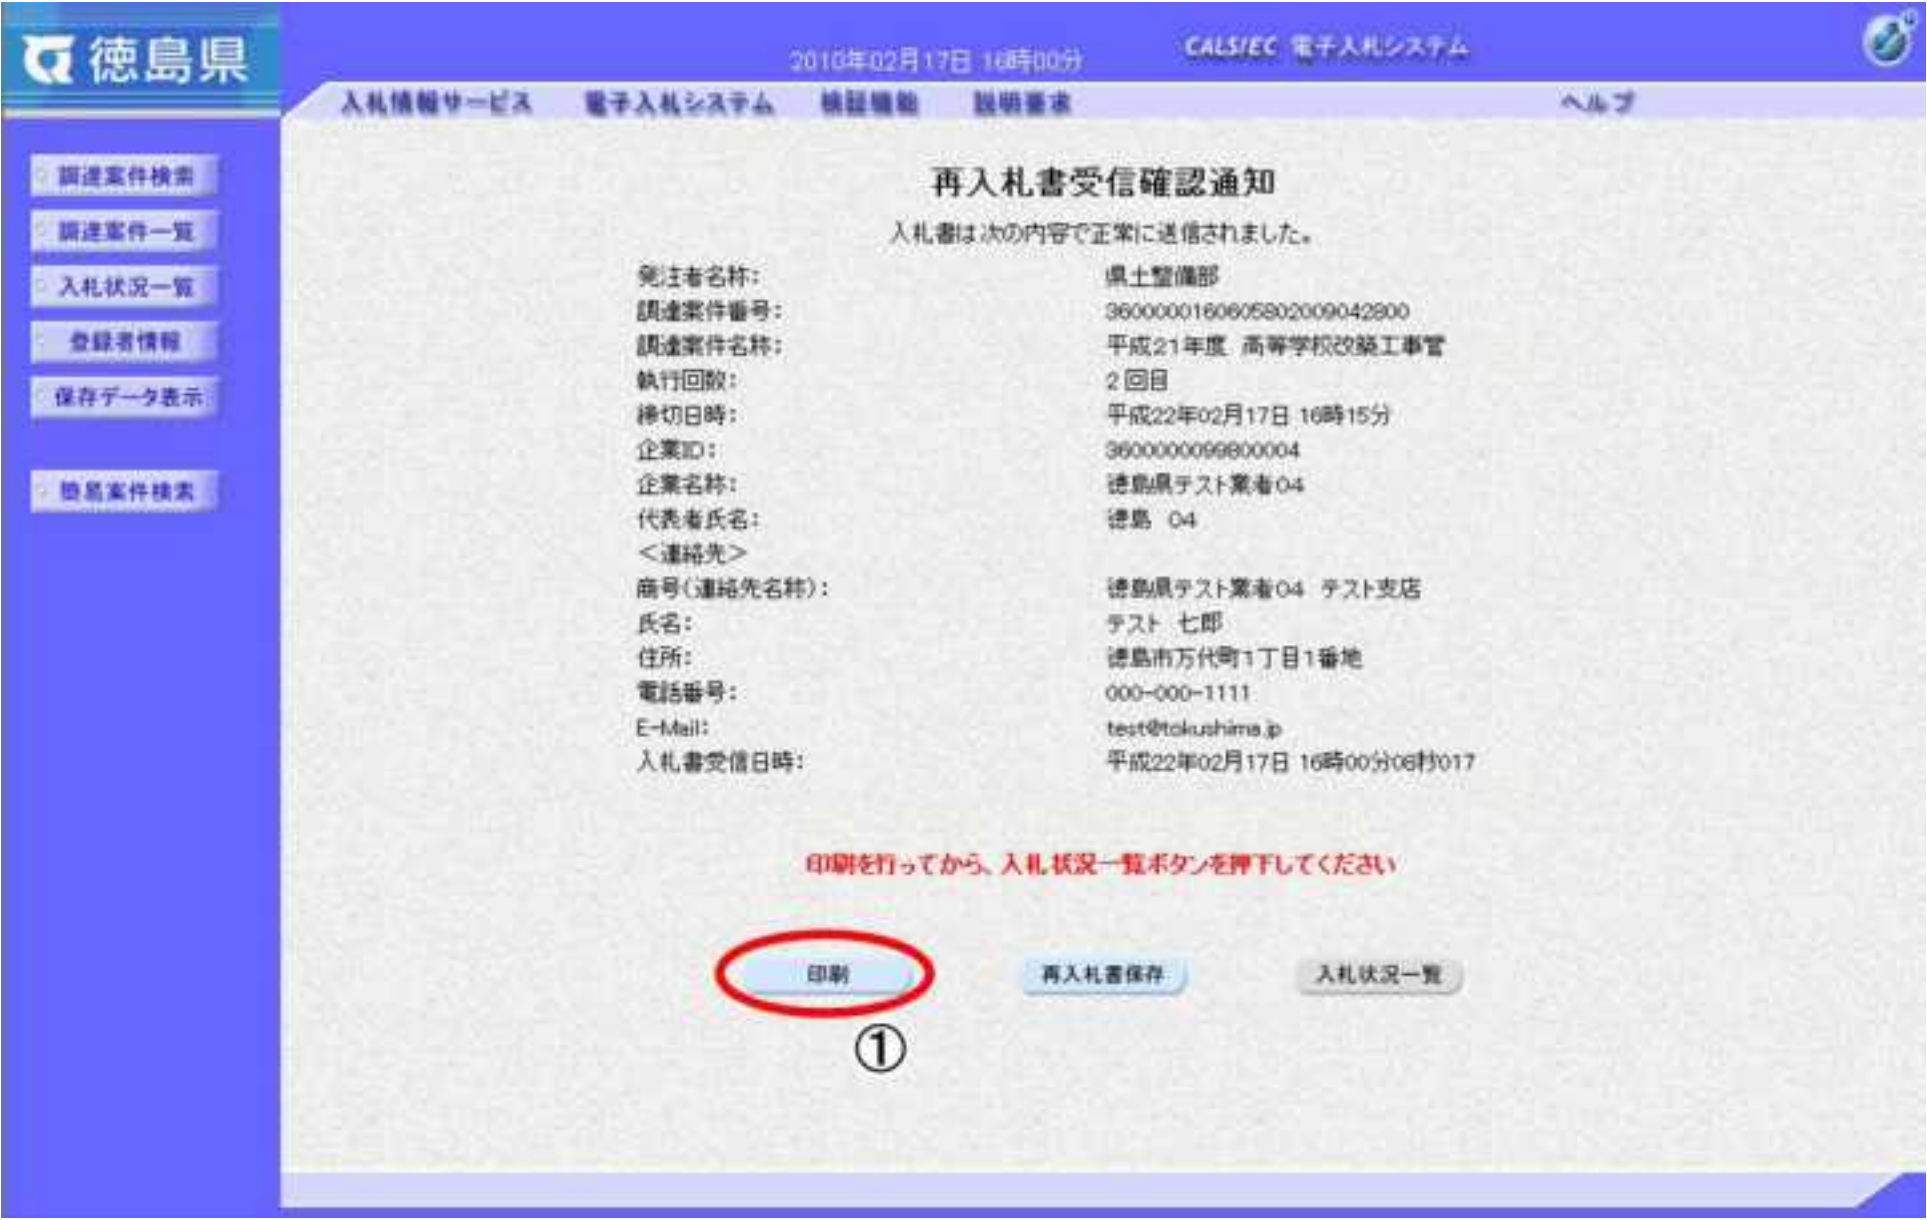 徳島県
2010年02月17日 16時00分
CALS/EC 電子入札システム
入札情報サービス
電子入札システム
検証機能
説明要求
ヘルプ
調達案件検索
調達案件一覧
入札状況一覧
登録者情報
保存データ表示
簡易案件検索
再入札書受信確認通知
入札書は次の内容で正常に送信されました。
発注者名称: 県土整備部
調達案件番号: 3600000160605802009042800
調達案件名称: 平成21年度 高等学校改築工事管
執行回数: 2回目
締切日時: 平成22年02月17日 16時15分
企業ID: 3600000099800004
企業名称: 徳島県テスト業者04
代表者氏名: 徳島 04
<連絡先>
商号(連絡先名称): 徳島県テスト業者04 テスト支店
氏名: テスト 七郎
住所: 徳島市万代町1丁目1番地
電話番号: 000-000-1111
E-Mail: test@tokushima.jp
入札書受信日時: 平成22年02月17日 16時00分06秒017
印刷を行ってから、入札状況一覧ボタンを押下してください
印刷
再入札書保存
入札状況一覧
①